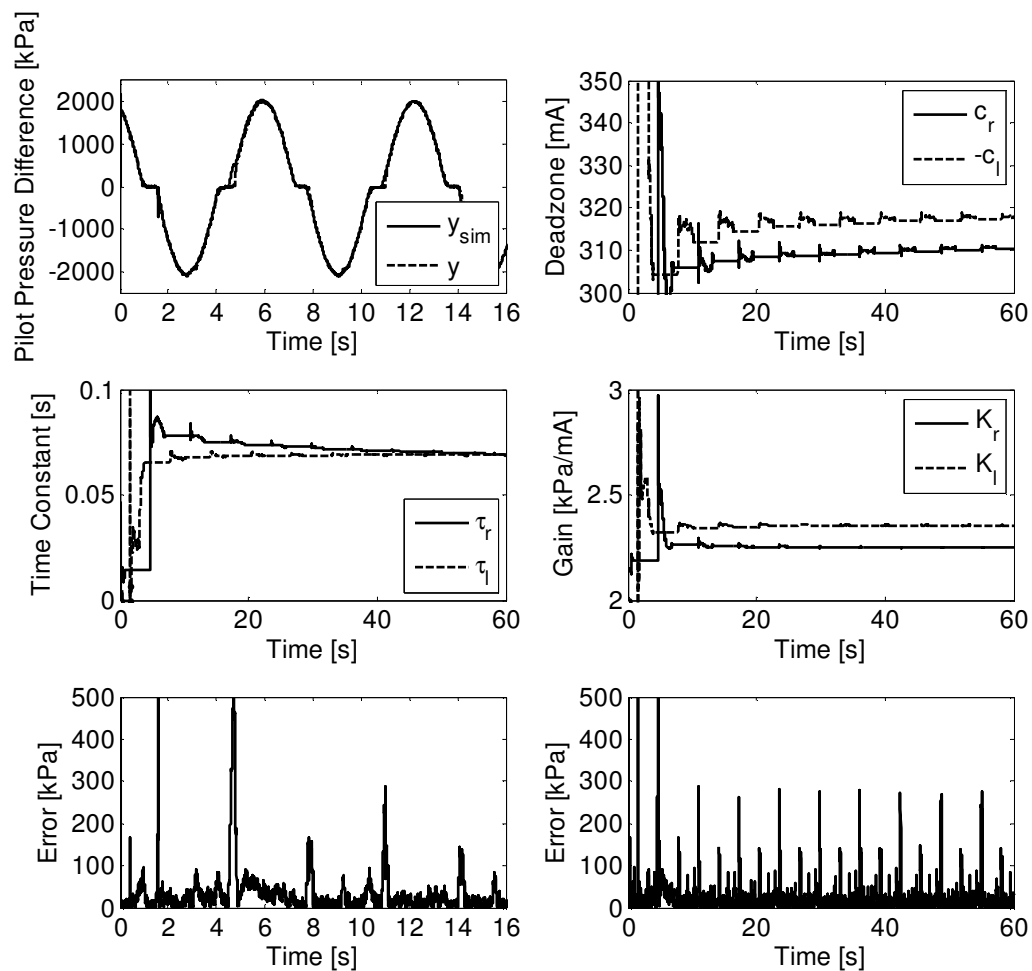 Pilot Pressure Difference [kPa]
2000
1000
0
-1000
-2000
y_sim
y
0 2 4 6 8 10 12 14 16
Time [s]
Deadzone [mA]
350
340
330
320
310
300
c_r
-c_l
0 20 40 60
Time [s]
Time Constant [s]
0.1
0.05
0
τ_r
τ_l
0 20 40 60
Time [s]
Gain [kPa/mA]
3
2.5
2
K_r
K_l
0 20 40 60
Time [s]
Error [kPa]
500
400
300
200
100
0
0 2 4 6 8 10 12 14 16
Time [s]
Error [kPa]
500
400
300
200
100
0
0 20 40 60
Time [s]